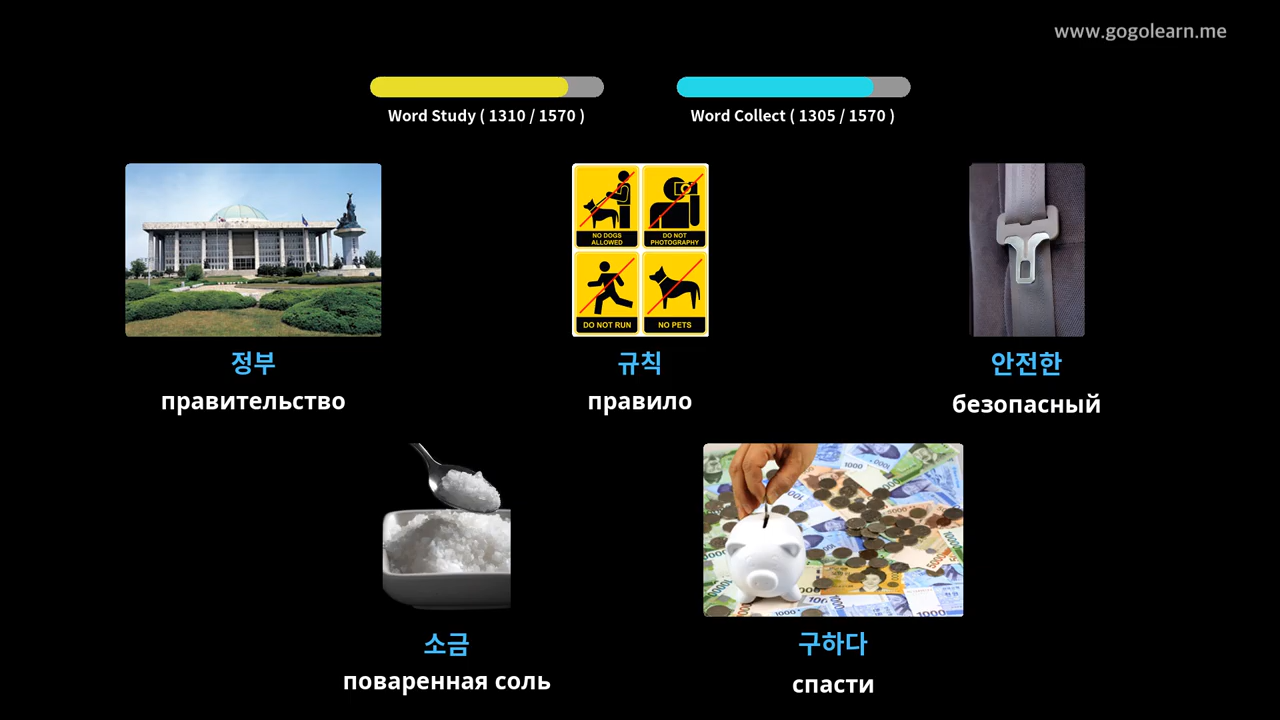 www.gogolearn.me
Word Study ( 1310 / 1570 )
Word Collect ( 1305 / 1570 )
NO DOGS
ALLOWED
DO NOT
PHOTOGRAPHY
DO NOT RUN
NO PETS
정부
규칙
안전한
правительство
правило
безопасный
1000
1000
소금
구하다
поваренная соль
спасти